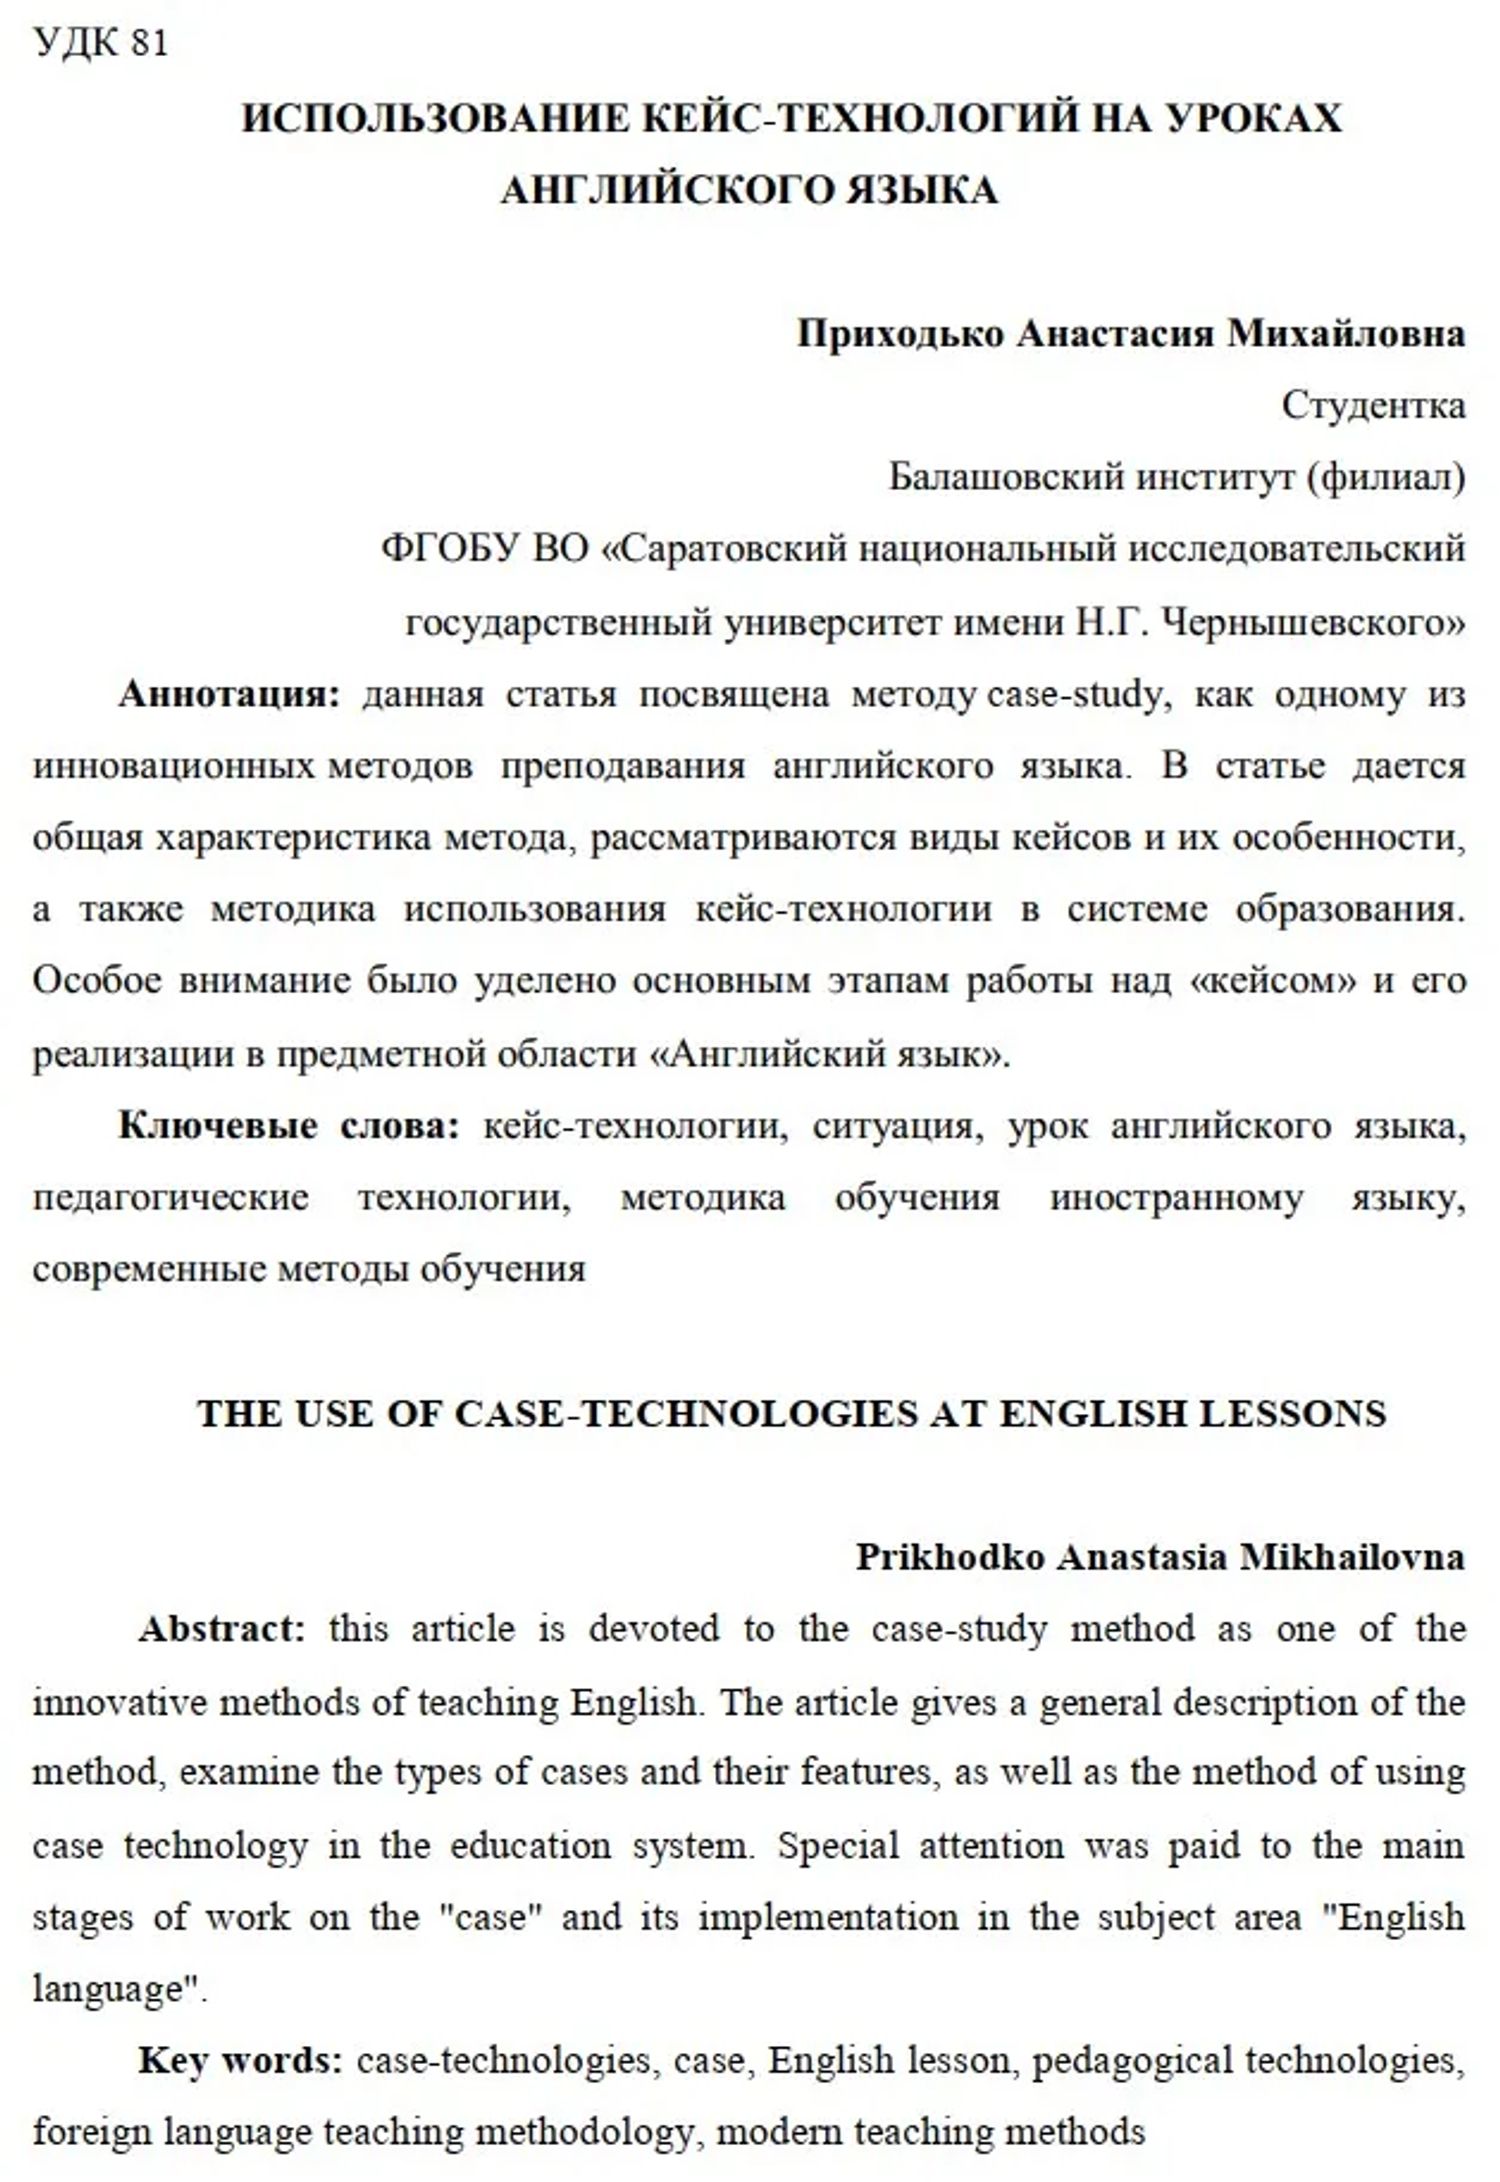 УДК 81
ИСПОЛЬЗОВАНИЕ КЕЙС-ТЕХНОЛОГИЙ НА УРОКАХ
АНГЛИЙСКОГО ЯЗЫКА
Приходько Анастасия Михайловна
Студентка
Балашовский институт (филиал)
ФГОБУ ВО «Саратовский национальный исследовательский
государственный университет имени Н.Г. Чернышевского»
Аннотация: данная статья посвящена методу case-study, как одному из
инновационных методов преподавания английского языка. В статье дается
общая характеристика метода, рассматриваются виды кейсов и их особенности,
а также методика использования кейс-технологии в системе образования.
Особое внимание было уделено основным этапам работы над «кейсом» и его
реализации в предметной области «Английский язык».
Ключевые слова: кейс-технологии, ситуация, урок английского языка,
педагогические технологии, методика обучения иностранному языку,
современные методы обучения
THE USE OF CASE-TECHNOLOGIES AT ENGLISH LESSONS
Prikhodko Anastasia Mikhailovna
Abstract: this article is devoted to the case-study method as one of the
innovative methods of teaching English. The article gives a general description of the
method, examine the types of cases and their features, as well as the method of using
case technology in the education system. Special attention was paid to the main
stages of work on the "case" and its implementation in the subject area "English
language".
Key words: case-technologies, case, English lesson, pedagogical technologies,
foreign language teaching methodology, modern teaching methods